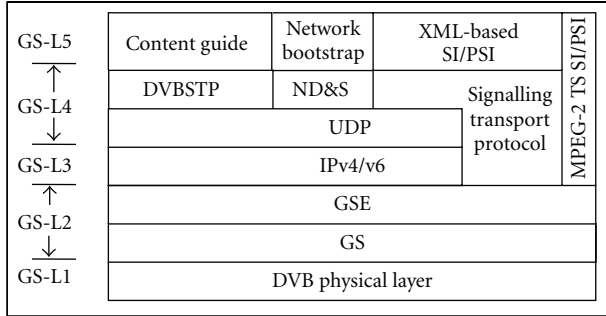 GS-L5
GS-L4
GS-L3
GS-L2
GS-L1
Content guide
Network
bootstrap
XML-based
SI/PSI
MPEG-2 TS SI/PSI
DVBSTP
ND&S
Signalling
transport
protocol
UDP
IPv4/v6
GSE
GS
DVB physical layer